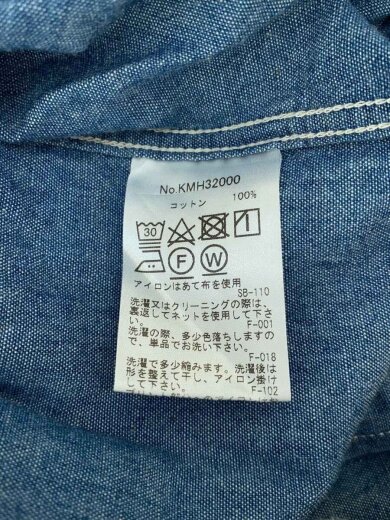 No.KMH32000
コットン 100%
30
F W
アイロンはあて布を使用
SB-110
洗濯又はクリーニングの際は、
裏返してネットを使用して下さ
い。 F-001
洗濯の際、多少色落ちしますの
で、単品でお洗い下さい。
F-018
洗濯で多少縮みます。洗濯後は
形を整えて干し、アイロン掛け
して下さい。 F-102